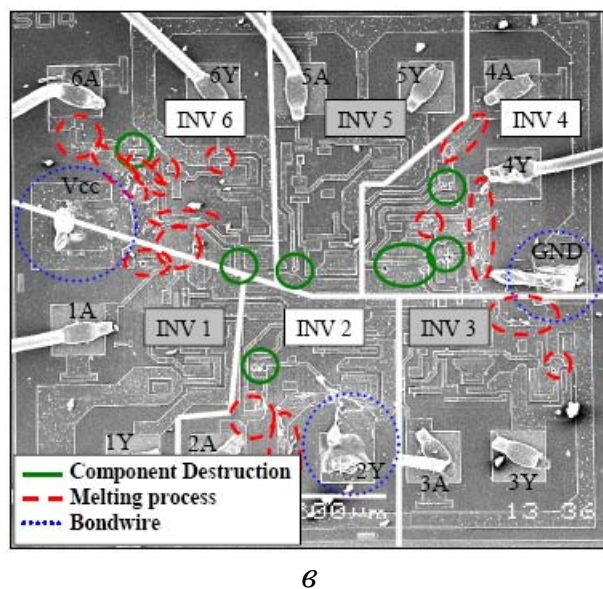 S04
6A
6Y
5A
5Y
4A
INV 6
INV 5
INV 4
4Y
Vcc
GND
1A
INV 1
INV 2
INV 3
1Y
2A
2Y
3A
3Y
Component Destruction
Melting process
Bondwire
00µm
13-36
в